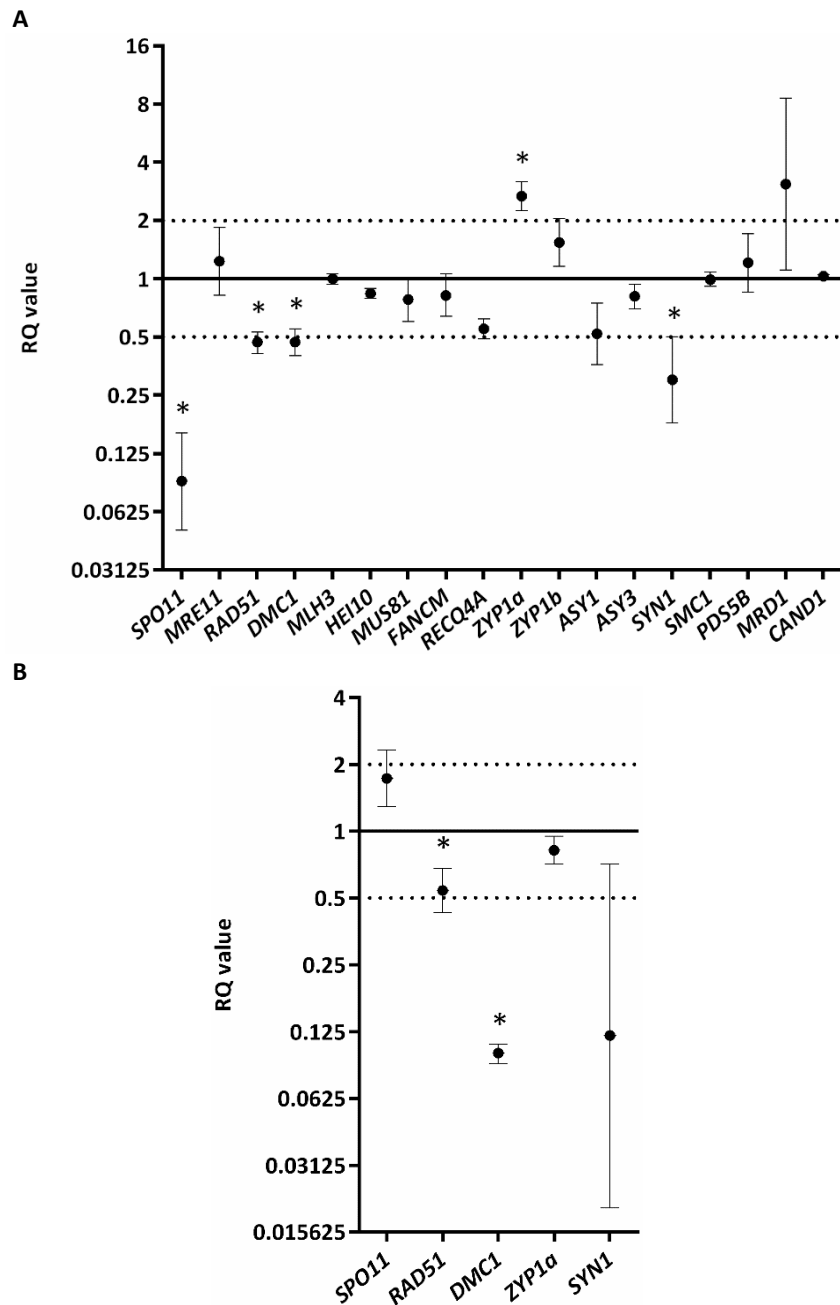 A
16
8
4
2
1
0.5
0.25
0.125
0.0625
0.03125
RQ value
*
*
*
*
*
SPO11
MRE11
RAD51
DMC1
MLH3
HEI10
MUS81
FANCM
RECQ4A
ZYP1a
ZYP1b
ASY1
ASY3
SYN1
SMC1
PDS5B
MRD1
CAND1
B
4
2
1
0.5
0.25
0.125
0.0625
0.03125
0.015625
RQ value
*
*
SPO11
RAD51
DMC1
ZYP1a
SYN1